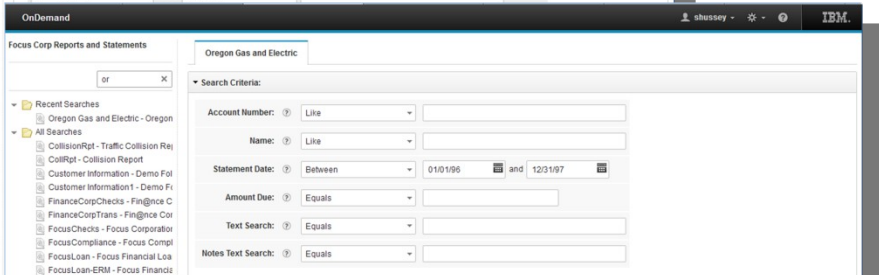 OnDemand
shussey
IBM.
Focus Corp Reports and Statements
or
Recent Searches
Oregon Gas and Electric - Oregon
All Searches
CollisionRpt - Traffic Collision Re
CollRpt - Collision Report
Customer Information - Demo Fol
Customer Information1 - Demo Fo
FinanceCorpChecks - Fin@nce C
FinanceCorpTrans - Fin@nce Cor
FocusChecks - Focus Corporation
FocusCompliance - Focus Compl
FocusLoan - Focus Financial Loa
FocusLoan-ERM - Focus Financia
Oregon Gas and Electric
Search Criteria:
Account Number: ? Like
Name: ? Like
Statement Date: ? Between 01/01/96 and 12/31/97
Amount Due: ? Equals
Text Search: ? Equals
Notes Text Search: ? Equals